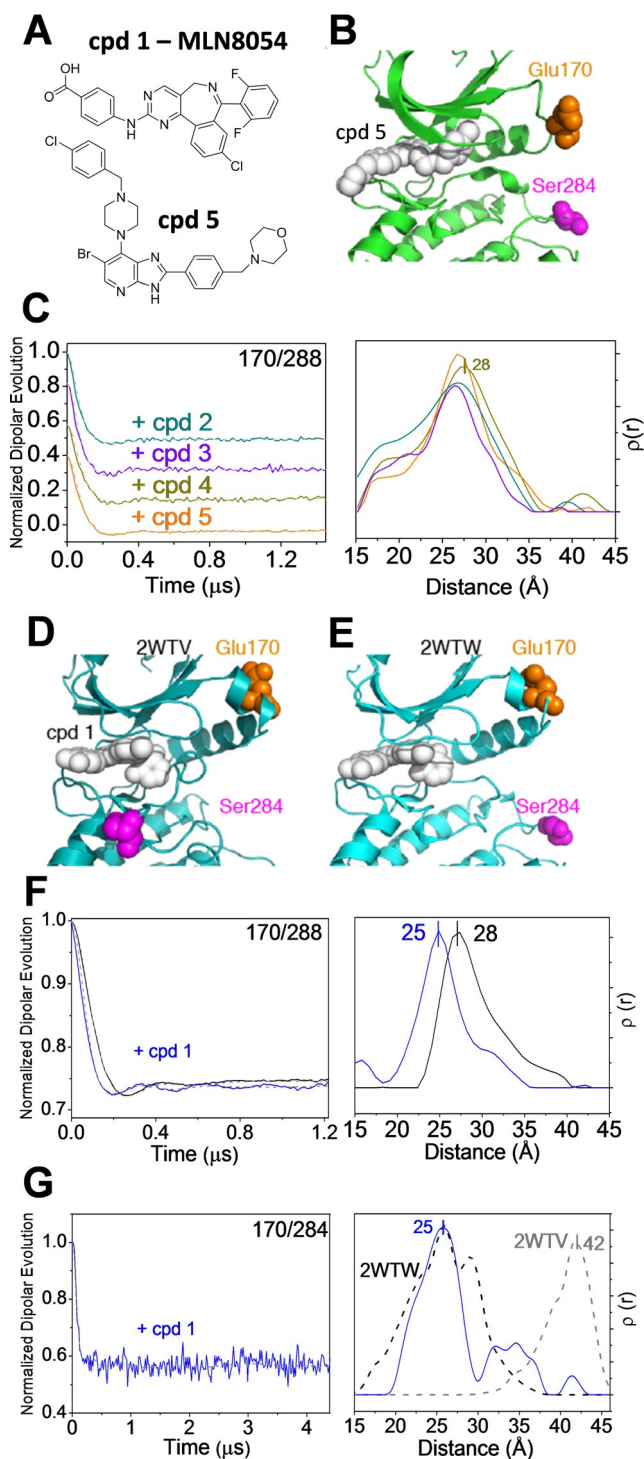 A
cpd 1 – MLN8054
OH
O
N
N
N
H
N
F
F
Cl
Cl
N
N
cpd 5
Br
N
N
N
H
N
O
B
Glu170
cpd 5
Ser284
C
Normalized Dipolar Evolution
1.0
0.8
0.6
0.4
0.2
0.0
170/288
+ cpd 2
+ cpd 3
+ cpd 4
+ cpd 5
0.0 0.4 0.8 1.2
Time (μs)
28
ρ(r)
15 20 25 30 35 40 45
Distance (Å)
D
2WTV
Glu170
cpd 1
Ser284
E
2WTW
Glu170
Ser284
F
Normalized Dipolar Evolution
1.0
0.9
0.8
0.7
170/288
+ cpd 1
0.0 0.4 0.8 1.2
Time (μs)
25
28
ρ (r)
15 20 25 30 35 40 45
Distance (Å)
G
Normalized Dipolar Evolution
1.0
0.8
0.6
0.4
170/284
+ cpd 1
0 1 2 3 4
Time (μs)
25
2WTV
42
2WTW
ρ (r)
15 20 25 30 35 40 45
Distance (Å)